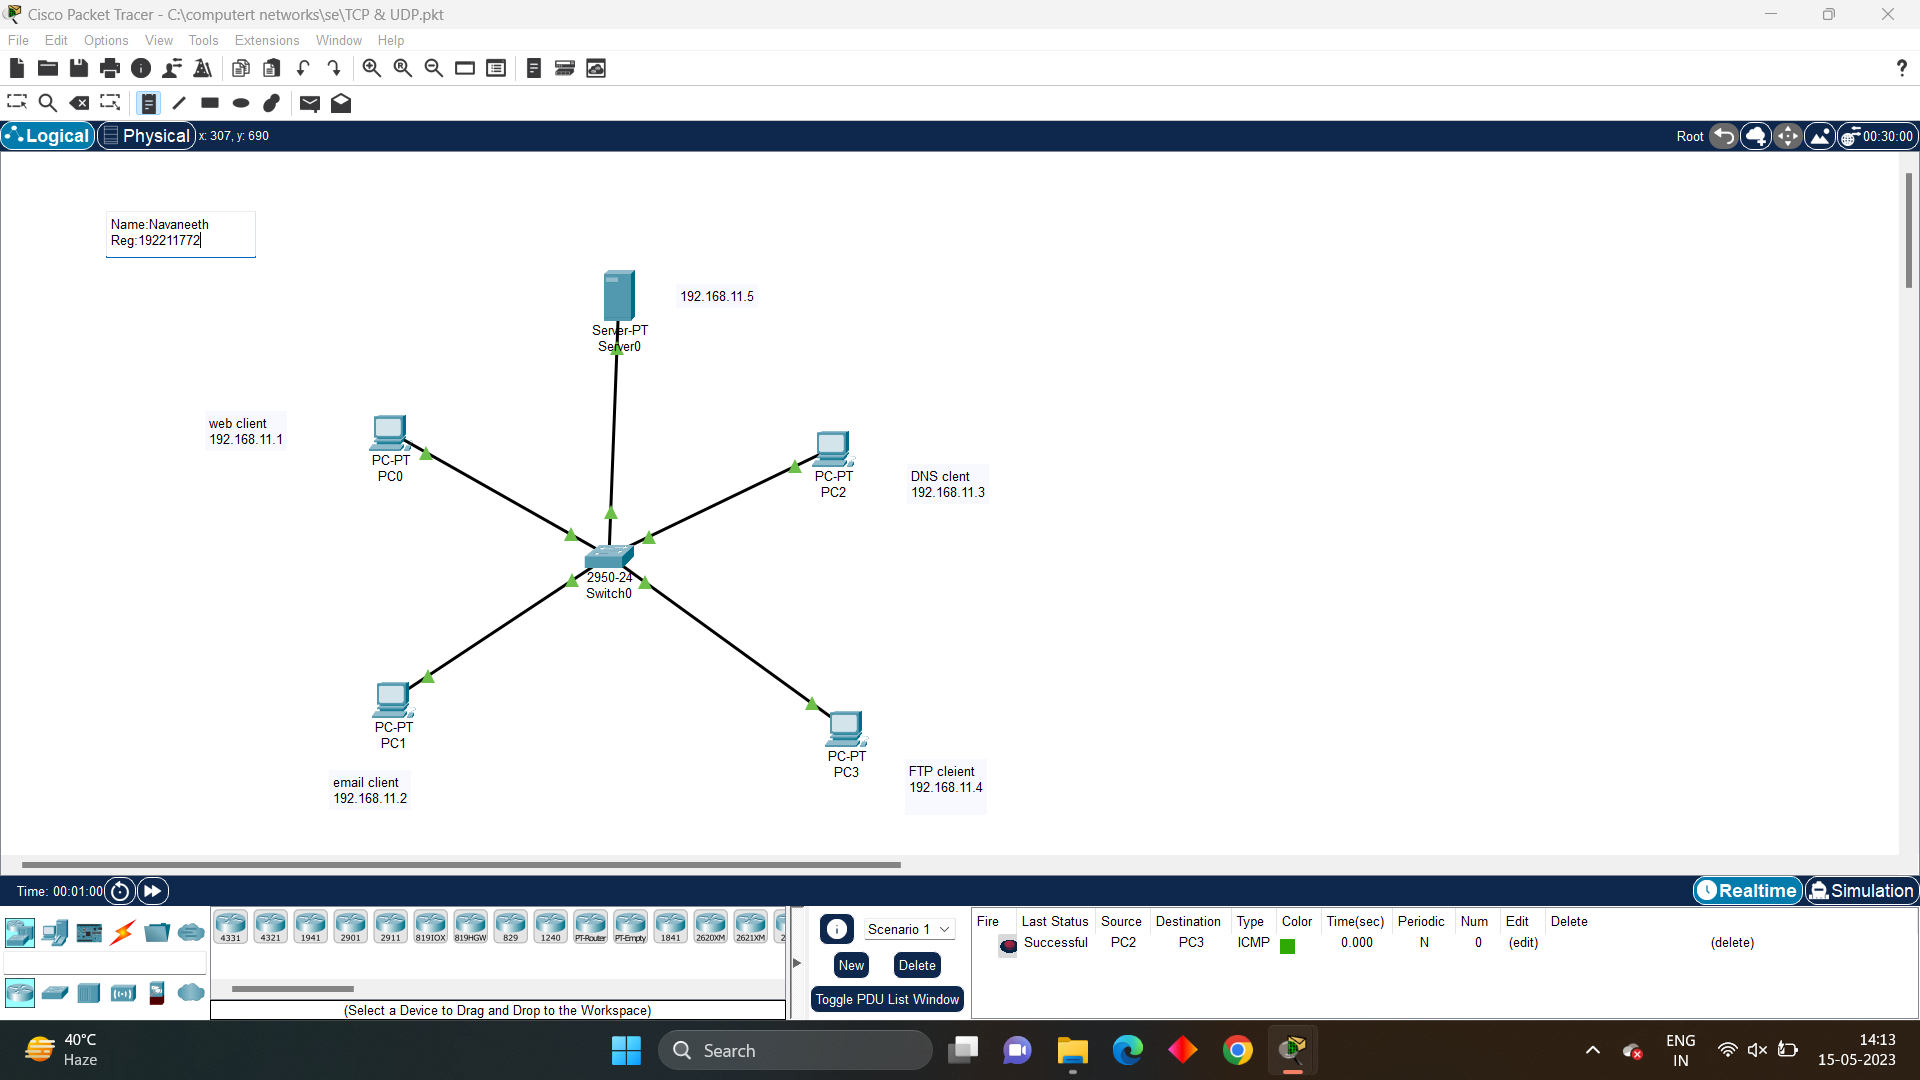 Cisco Packet Tracer - C:\computert networks\se\TCP & UDP.pkt
File Edit Options View Tools Extensions Window Help
?
Logical Physical x: 307, y: 690 Root 00:30:00
Name:Navaneeth
Reg:192211772
192.168.11.5
Server-PT
Server0
web client
192.168.11.1
PC-PT
PC0
PC-PT
PC2
DNS clent
192.168.11.3
2950-24
Switch0
PC-PT
PC1
email client
192.168.11.2
PC-PT
PC3
FTP cleient
192.168.11.4
Time: 00:01:00 Realtime Simulation
4331 4321 1941 2901 2911 819IOX 819HGW 829 1240 PT-Router PT-Empty 1841 2620XM 2621XM 2
(Select a Device to Drag and Drop to the Workspace)
Scenario 1
New Delete
Toggle PDU List Window
Fire Last Status Source Destination Type Color Time(sec) Periodic Num Edit Delete
Successful PC2 PC3 ICMP 0.000 N 0 (edit) (delete)
40°C
Haze
Search
ENG
IN
14:13
15-05-2023